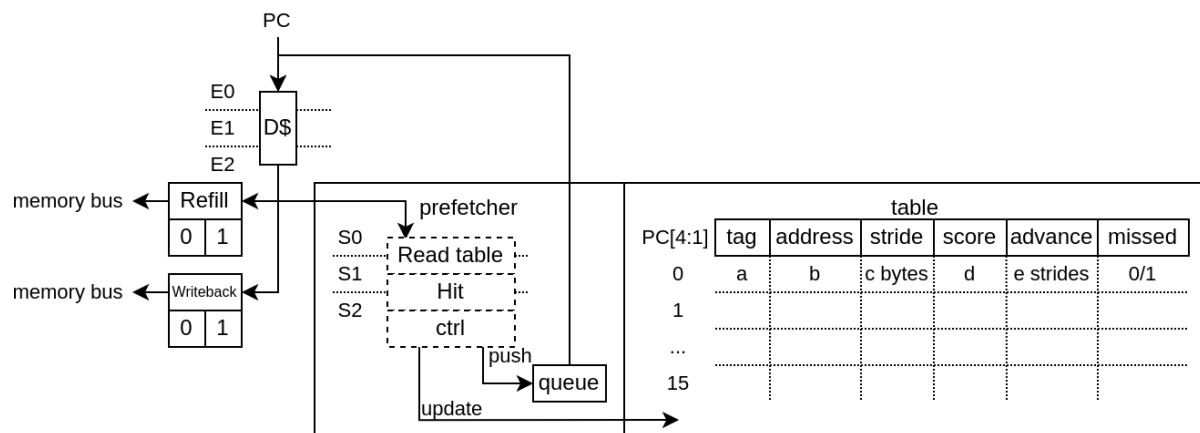 PC
E0
E1
E2
D$
memory bus
Refill
0 1
memory bus
Writeback
0 1
prefetcher
S0
S1
S2
Read table
Hit
ctrl
push
queue
update
table
PC[4:1] tag address stride score advance missed
0 a b c bytes d e strides 0/1
1
...
15